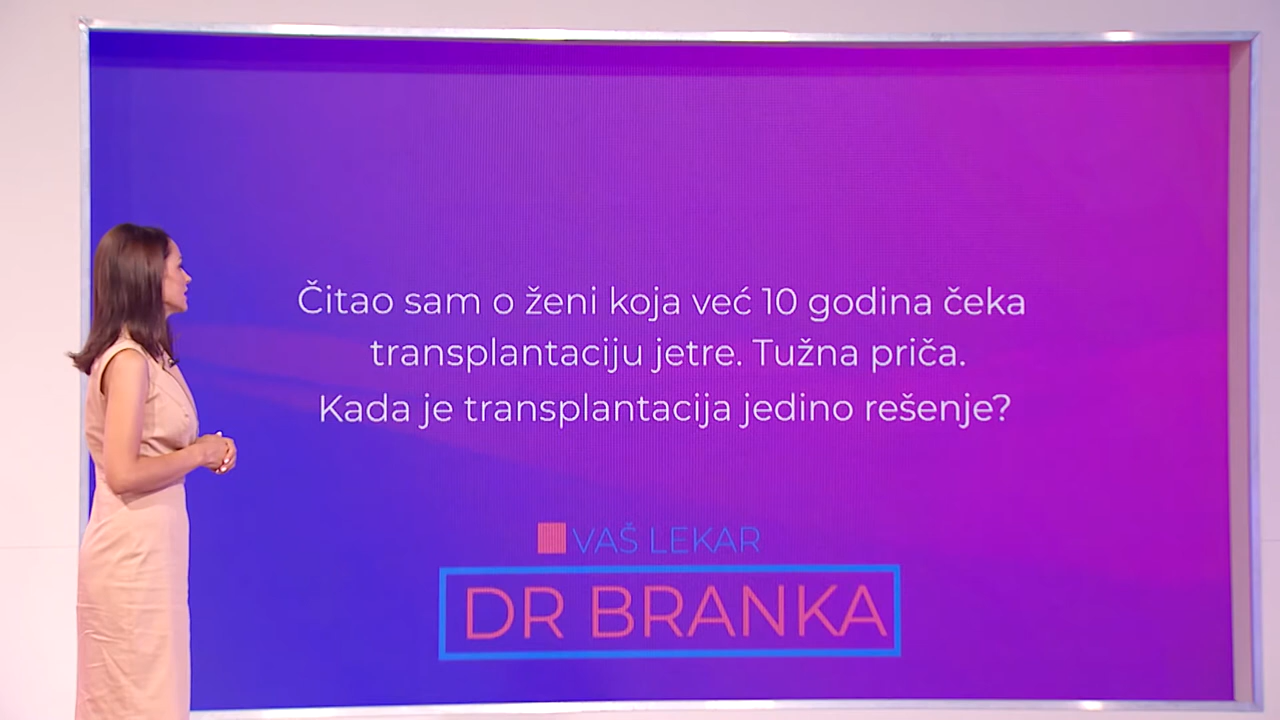 Čitao sam o ženi koja već 10 godina čeka
transplantaciju jetre. Tužna priča.
Kada je transplantacija jedino rešenje?
VAŠ LEKAR
DR BRANKA